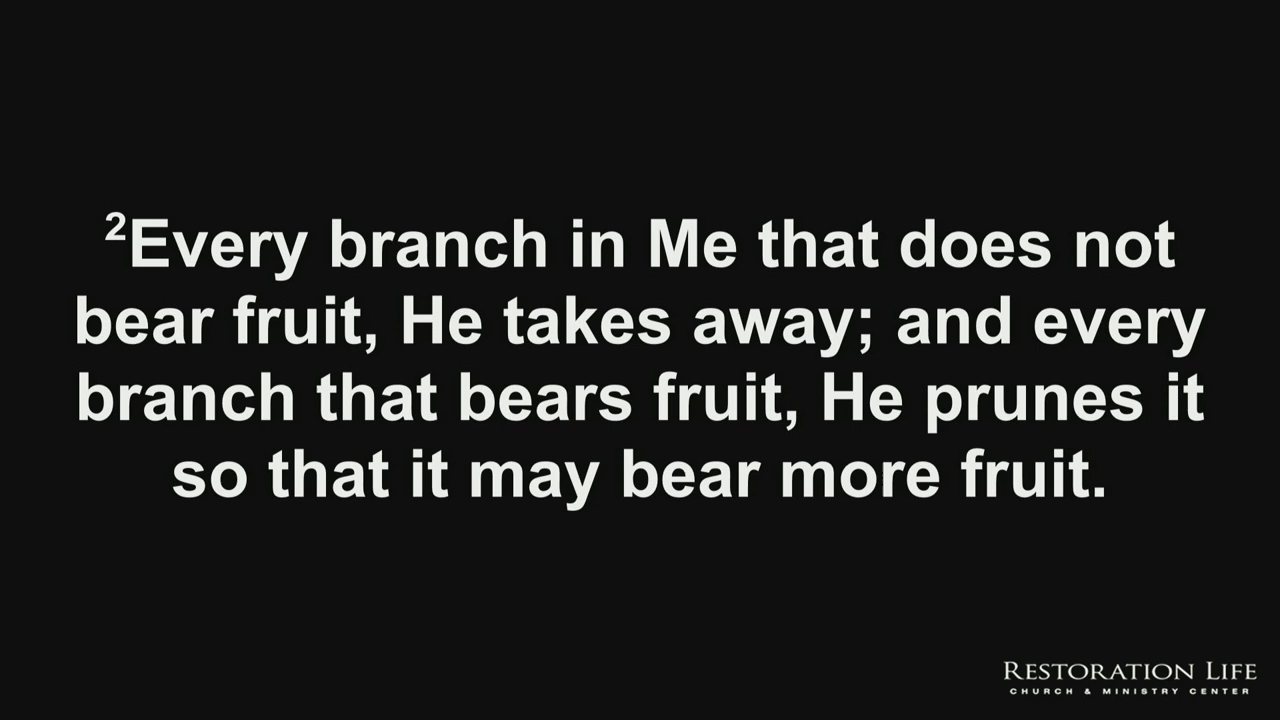 ²Every branch in Me that does not
bear fruit, He takes away; and every
branch that bears fruit, He prunes it
so that it may bear more fruit.
RESTORATION LIFE
CHURCH & MINISTRY CENTER